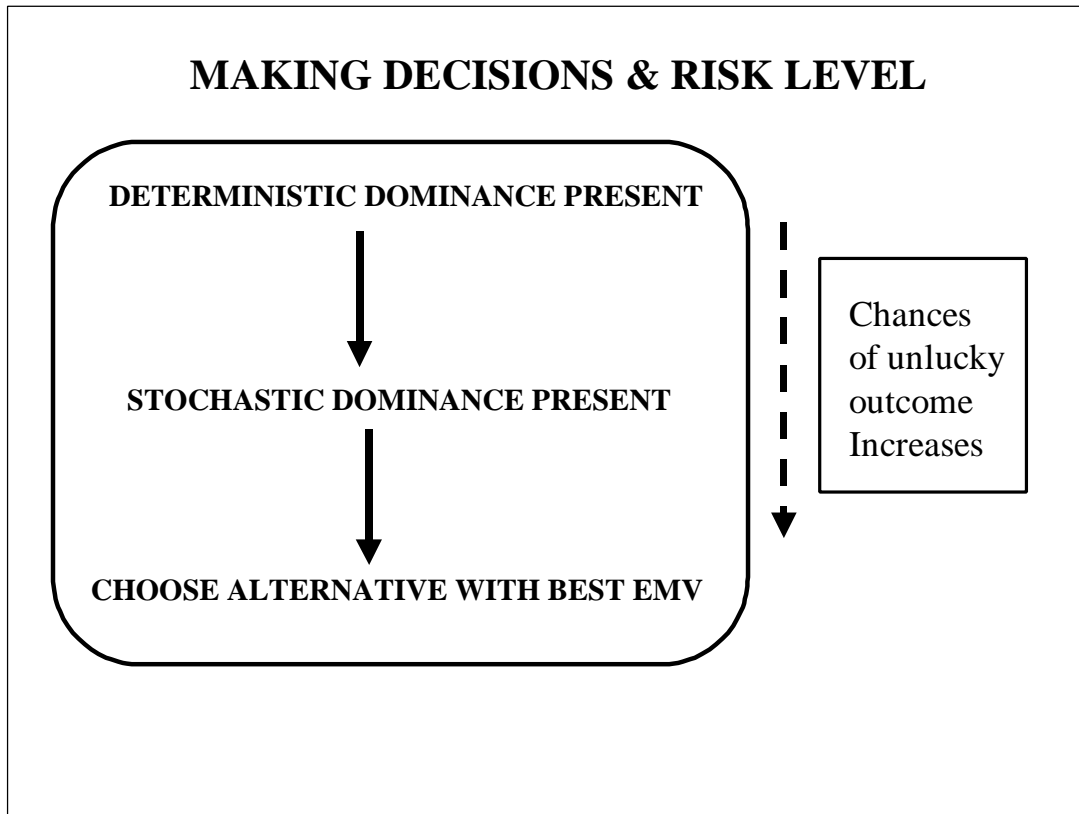 MAKING DECISIONS & RISK LEVEL
DETERMINISTIC DOMINANCE PRESENT
STOCHASTIC DOMINANCE PRESENT
CHOOSE ALTERNATIVE WITH BEST EMV
Chances
of unlucky
outcome
Increases